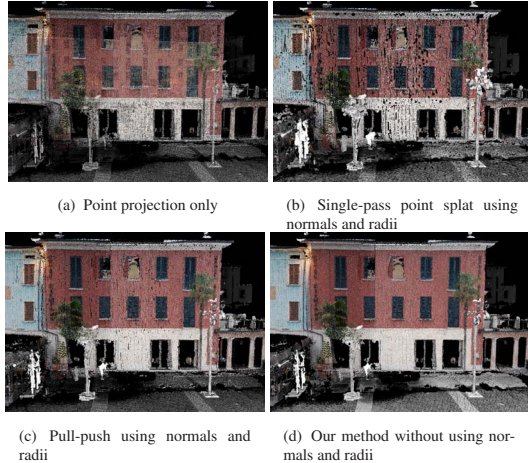 (a) Point projection only
(b) Single-pass point splat using
normals and radii
(c) Pull-push using normals and
radii
(d) Our method without using nor-
mals and radii